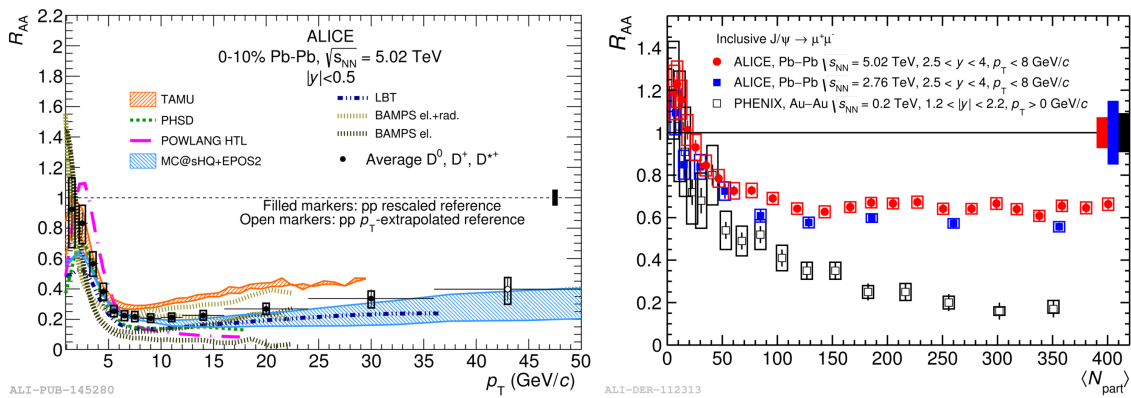 R_AA
2.2
2
1.8
1.6
1.4
1.2
1
0.8
0.6
0.4
0.2
0
ALICE
0-10% Pb-Pb, √s_NN = 5.02 TeV
|y|<0.5
TAMU
PHSD
POWLANG HTL
MC@sHQ+EPOS2
LBT
BAMPS el.+rad.
BAMPS el.
Average D⁰, D⁺, D*⁺
Filled markers: pp rescaled reference
Open markers: pp p_T-extrapolated reference
5 10 15 20 25 30 35 40 45 50
p_T (GeV/c)
ALI-PUB-145280
R_AA
1.4
1.2
1
0.8
0.6
0.4
0.2
0
Inclusive J/ψ → μ⁺μ⁻
ALICE, Pb-Pb √s_NN = 5.02 TeV, 2.5 < y < 4, p_T < 8 GeV/c
ALICE, Pb-Pb √s_NN = 2.76 TeV, 2.5 < y < 4, p_T < 8 GeV/c
PHENIX, Au-Au √s_NN = 0.2 TeV, 1.2 < |y| < 2.2, p_T > 0 GeV/c
0 50 100 150 200 250 300 350 400
⟨N_part⟩
ALI-DER-112313